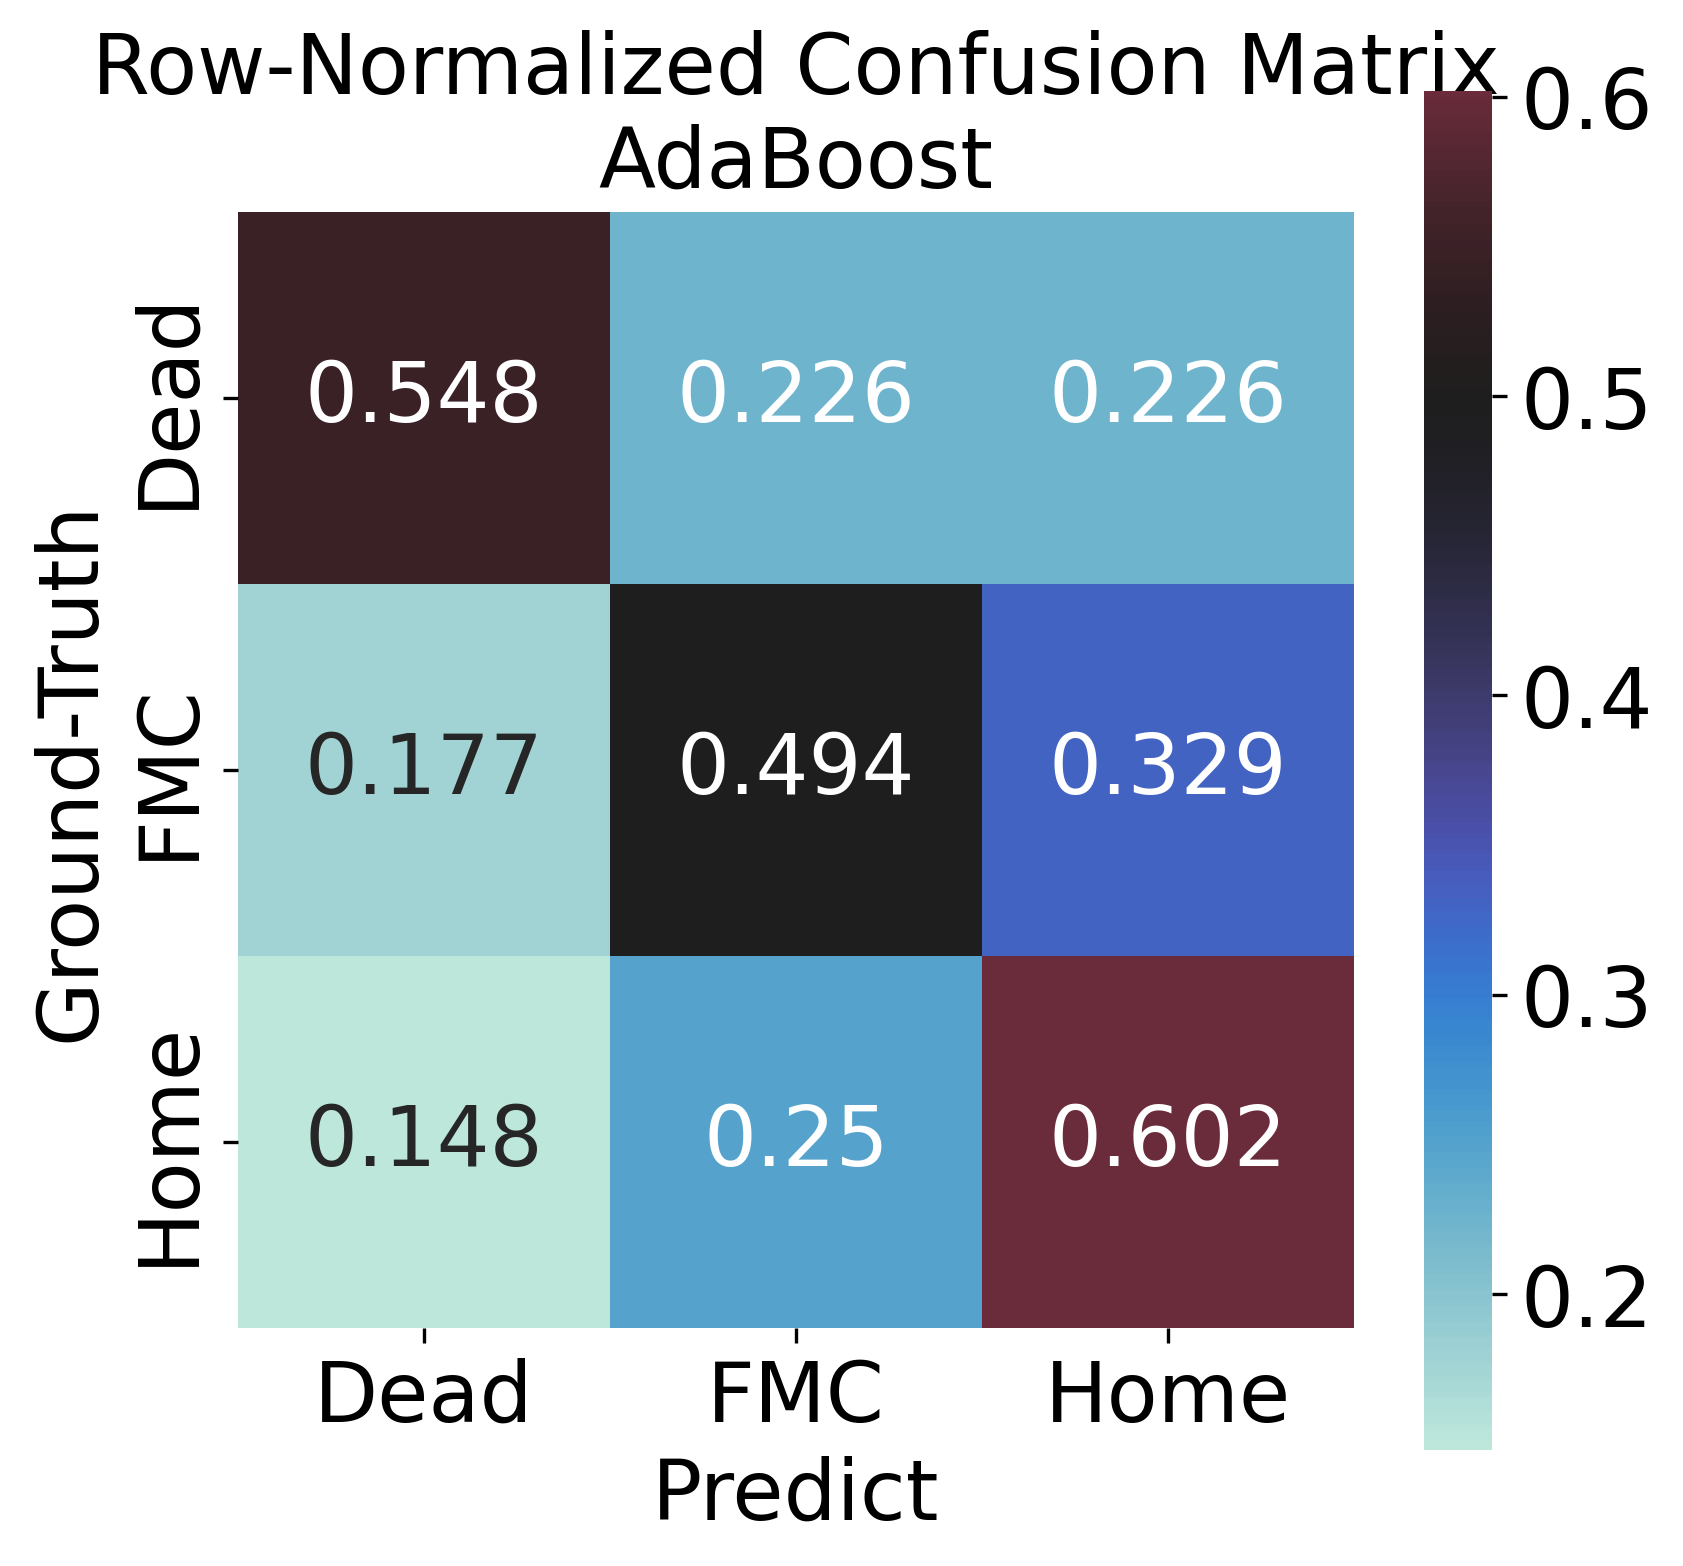 Row-Normalized Confusion Matrix
AdaBoost
Ground-Truth
Dead
0.548 0.226 0.226
FMC
0.177 0.494 0.329
Home
0.148 0.25 0.602
Dead FMC Home
Predict
0.6
0.5
0.4
0.3
0.2